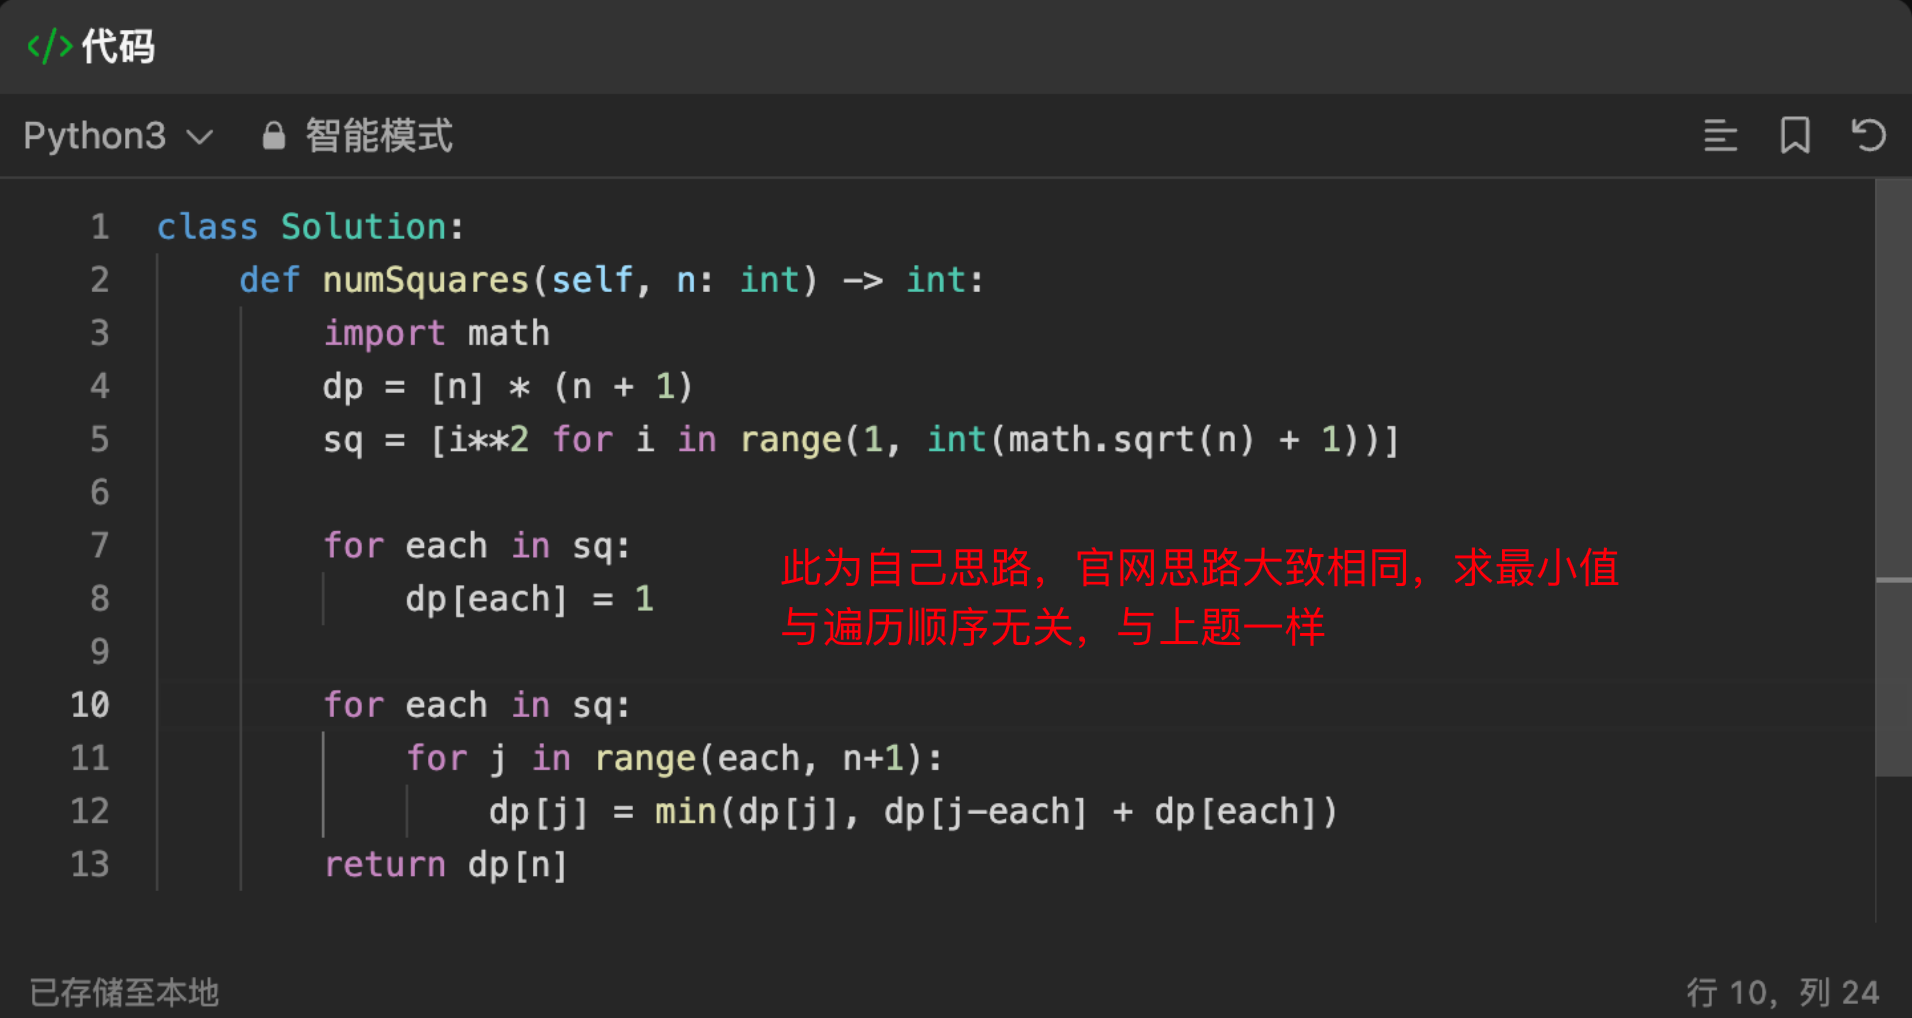 </> 代码
Python3 智能模式
1 class Solution:
2 def numSquares(self, n: int) -> int:
3 import math
4 dp = [n] * (n + 1)
5 sq = [i**2 for i in range(1, int(math.sqrt(n) + 1))]
6
7 for each in sq:
8 dp[each] = 1
此为自己思路，官网思路大致相同，求最小值
与遍历顺序无关，与上题一样
9
10 for each in sq:
11 for j in range(each, n+1):
12 dp[j] = min(dp[j], dp[j-each] + dp[each])
13 return dp[n]
已存储至本地
行 10，列 24